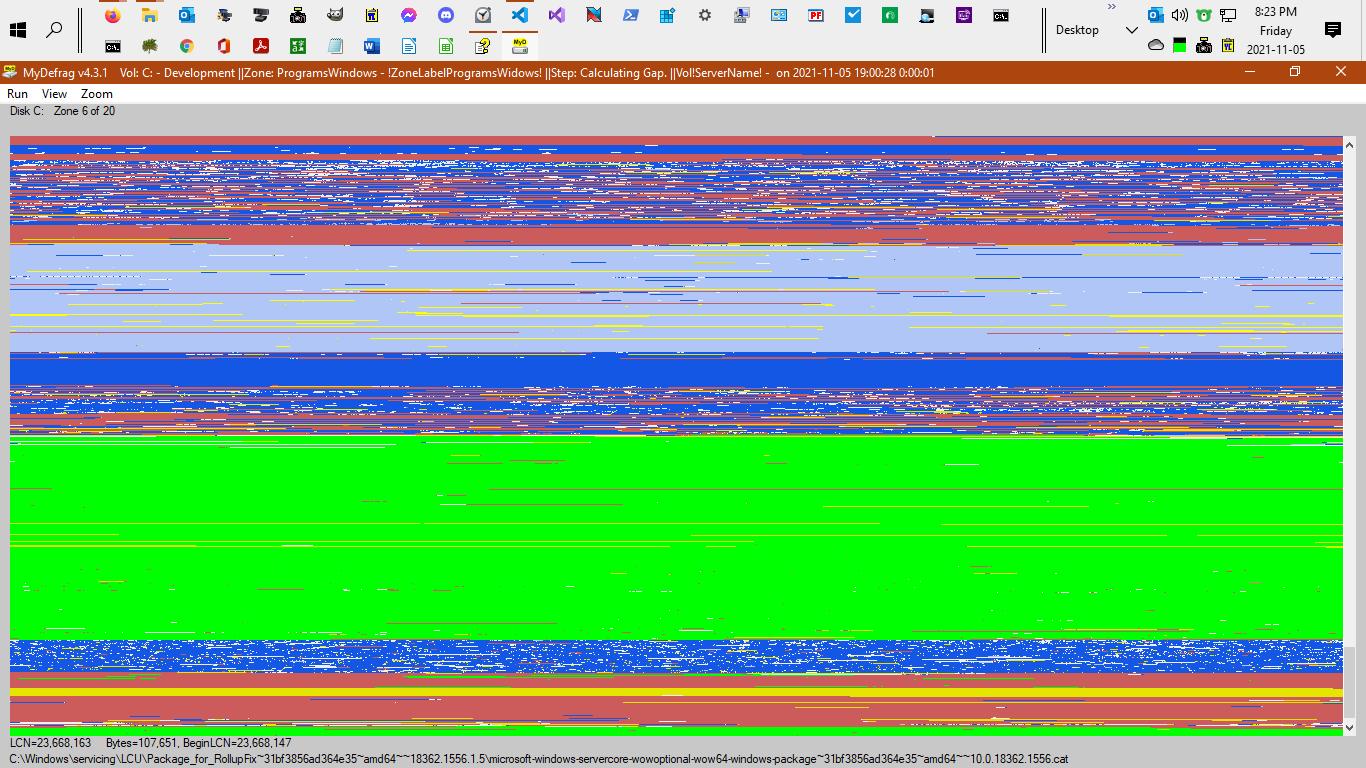 Desktop
8:23 PM
Friday
2021-11-05
MyDefrag v4.3.1 Vol: C: - Development ||Zone: ProgramsWindows - !ZoneLabelProgramsWidows! ||Step: Calculating Gap. ||Vol!ServerName! - on 2021-11-05 19:00:28 0:00:01
Run View Zoom
Disk C: Zone 6 of 20
LCN=23,668,163 Bytes=107,651, BeginLCN=23,668,147
C:\Windows\servicing\LCU\Package_for_RollupFix~31bf3856ad364e35~amd64~~18362.1556.1.5\microsoft-windows-servercore-wowoptional-wow64-windows-package~31bf3856ad364e35~amd64~~10.0.18362.1556.cat